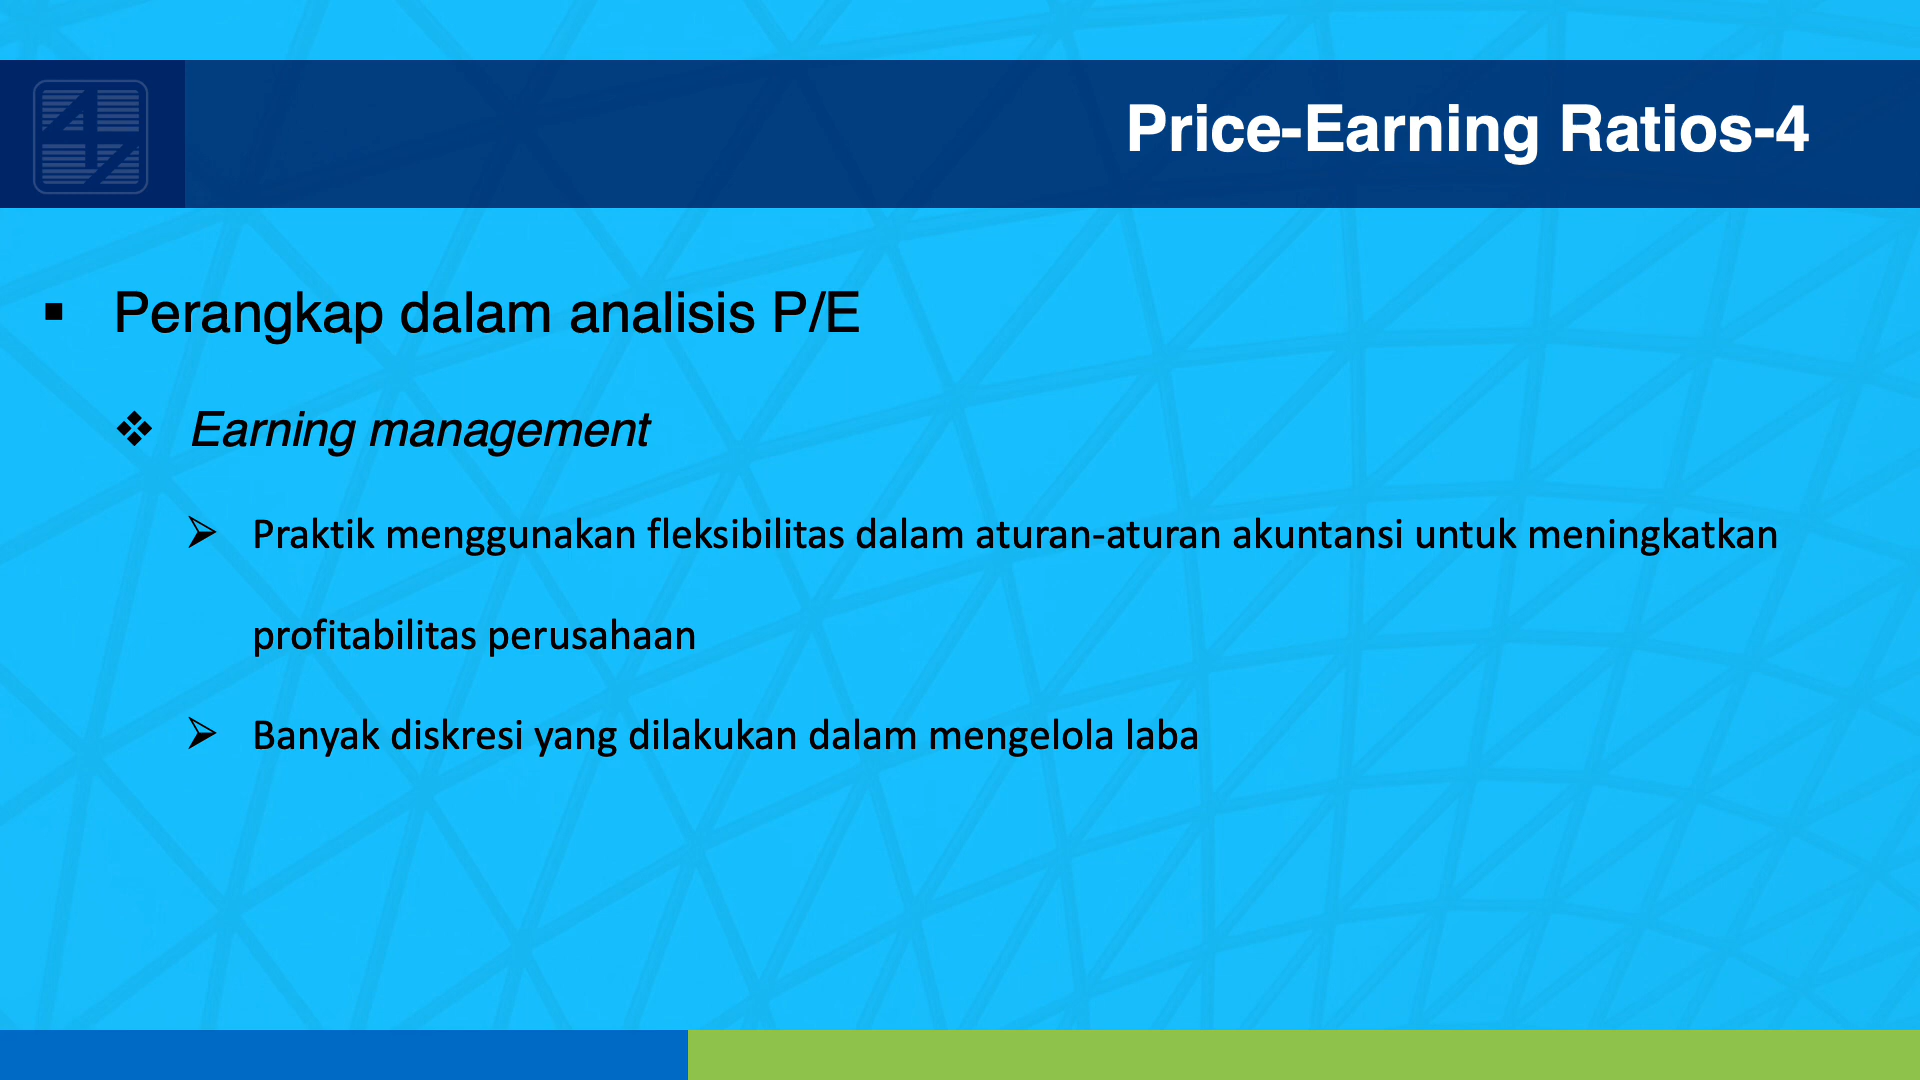 Price-Earning Ratios-4
▪ Perangkap dalam analisis P/E
❖ Earning management
➢ Praktik menggunakan fleksibilitas dalam aturan-aturan akuntansi untuk meningkatkan
profitabilitas perusahaan
➢ Banyak diskresi yang dilakukan dalam mengelola laba